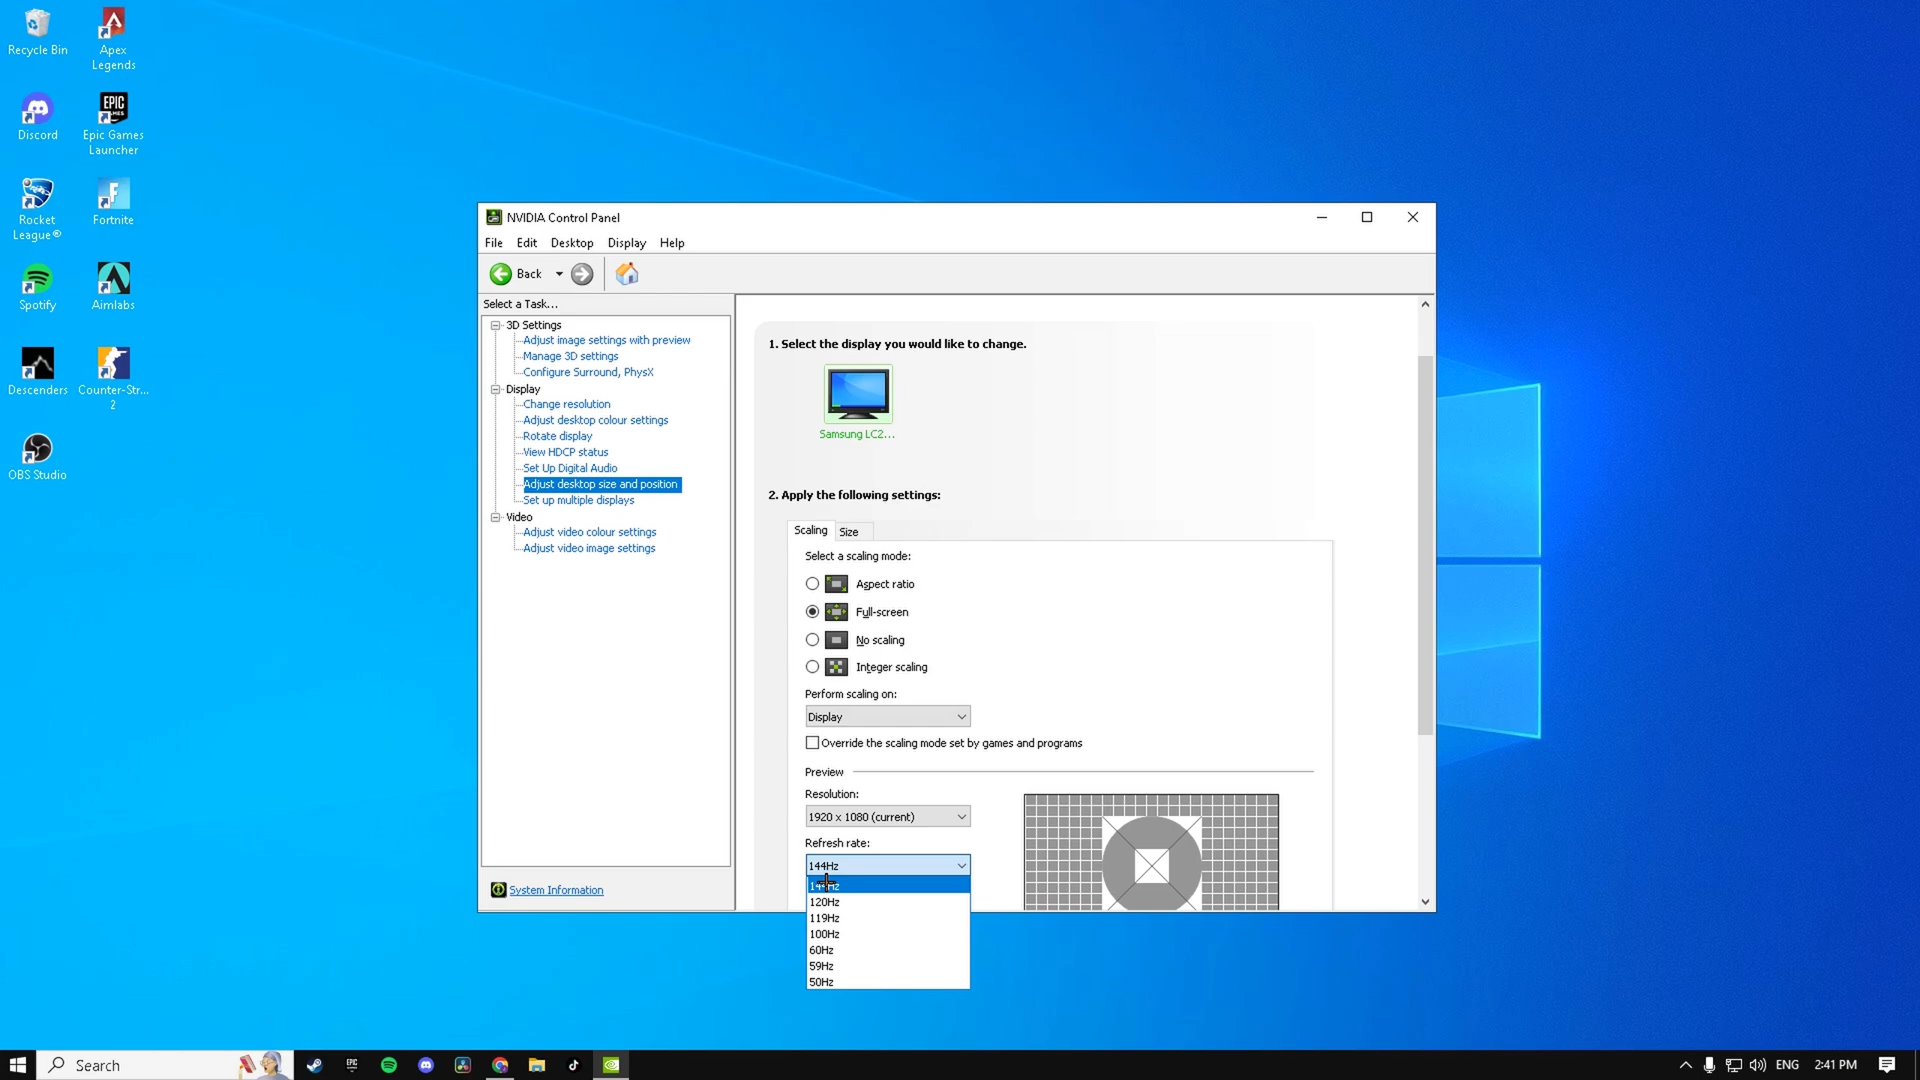 Recycle Bin
Apex
Legends
Discord
EPIC
GAMES
Epic Games
Launcher
Rocket
League®
Fortnite
Spotify
Aimlabs
Descenders
Counter-Str...
2
OBS Studio
NVIDIA Control Panel
File Edit Desktop Display Help
Back
Select a Task...
3D Settings
Adjust image settings with preview
Manage 3D settings
Configure Surround, PhysX
Display
Change resolution
Adjust desktop colour settings
Rotate display
View HDCP status
Set Up Digital Audio
Adjust desktop size and position
Set up multiple displays
Video
Adjust video colour settings
Adjust video image settings
System Information
1. Select the display you would like to change.
Samsung LC2...
2. Apply the following settings:
Scaling Size
Select a scaling mode:
Aspect ratio
Full-screen
No scaling
Integer scaling
Perform scaling on:
Display
Override the scaling mode set by games and programs
Preview
Resolution:
1920 x 1080 (current)
Refresh rate:
144Hz
144Hz
120Hz
119Hz
100Hz
60Hz
59Hz
50Hz
Search
EPIC
ENG
2:41 PM